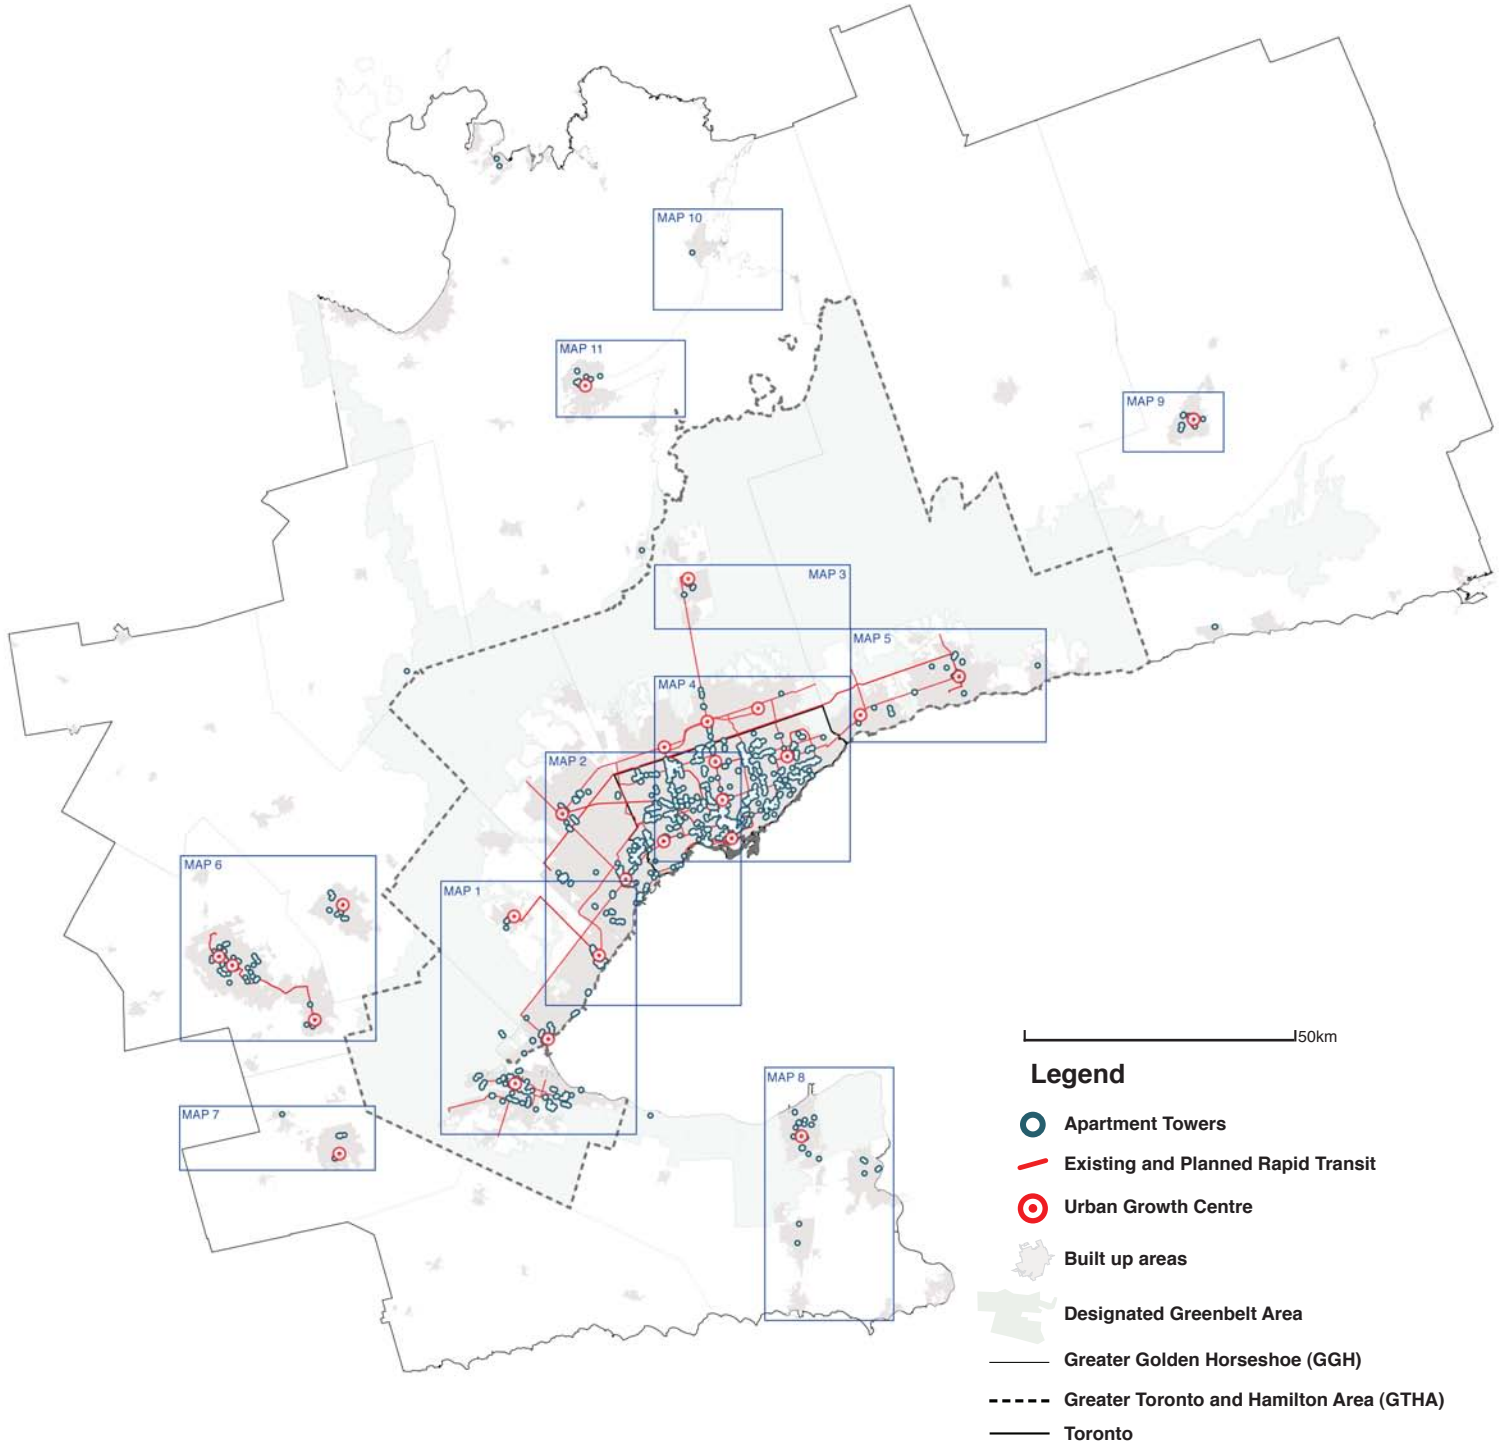 MAP 10
MAP 11
MAP 9
MAP 3
MAP 5
MAP 4
MAP 2
MAP 6
MAP 1
MAP 8
MAP 7
50km
Legend
Apartment Towers
Existing and Planned Rapid Transit
Urban Growth Centre
Built up areas
Designated Greenbelt Area
Greater Golden Horseshoe (GGH)
Greater Toronto and Hamilton Area (GTHA)
Toronto